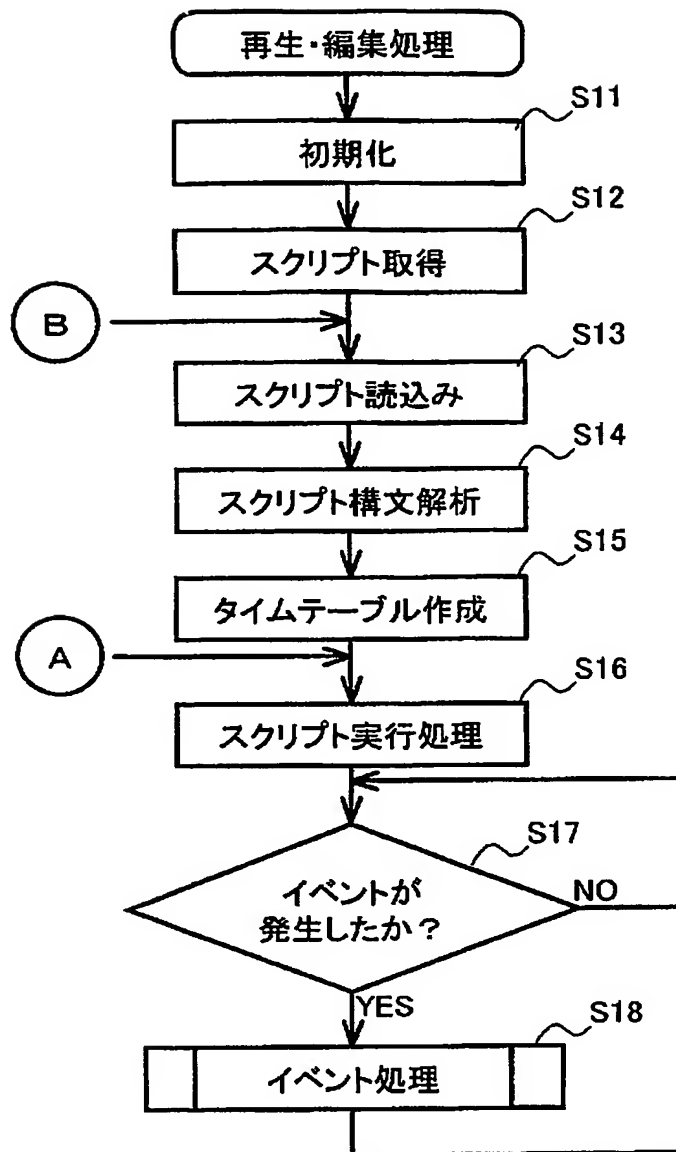 再生・編集処理
S11
初期化
S12
スクリプト取得
B
S13
スクリプト読込み
S14
スクリプト構文解析
S15
タイムテーブル作成
A
S16
スクリプト実行処理
S17
イベントが
発生したか?
NO
YES
S18
イベント処理